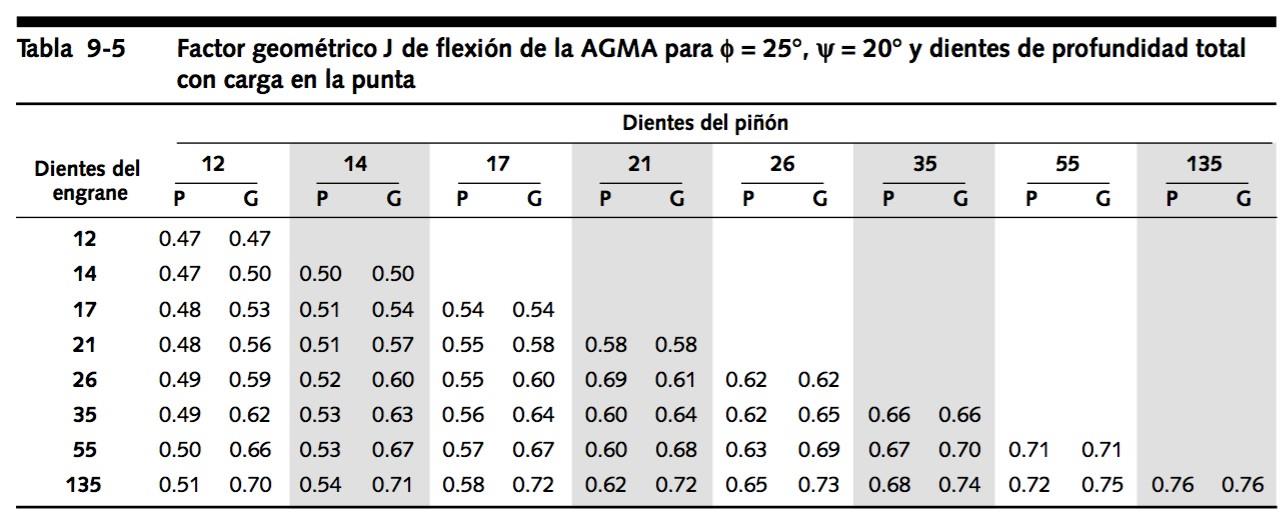 Tabla 9-5 Factor geométrico J de flexión de la AGMA para ϕ = 25°, ψ = 20° y dientes de profundidad total
con carga en la punta
Dientes del piñón
Dientes del engrane 12 14 17 21 26 35 55 135
P G P G P G P G P G P G P G P G
12 0.47 0.47
14 0.47 0.50 0.50 0.50
17 0.48 0.53 0.51 0.54 0.54 0.54
21 0.48 0.56 0.51 0.57 0.55 0.58 0.58 0.58
26 0.49 0.59 0.52 0.60 0.55 0.60 0.69 0.61 0.62 0.62
35 0.49 0.62 0.53 0.63 0.56 0.64 0.60 0.64 0.62 0.65 0.66 0.66
55 0.50 0.66 0.53 0.67 0.57 0.67 0.60 0.68 0.63 0.69 0.67 0.70 0.71 0.71
135 0.51 0.70 0.54 0.71 0.58 0.72 0.62 0.72 0.65 0.73 0.68 0.74 0.72 0.75 0.76 0.76